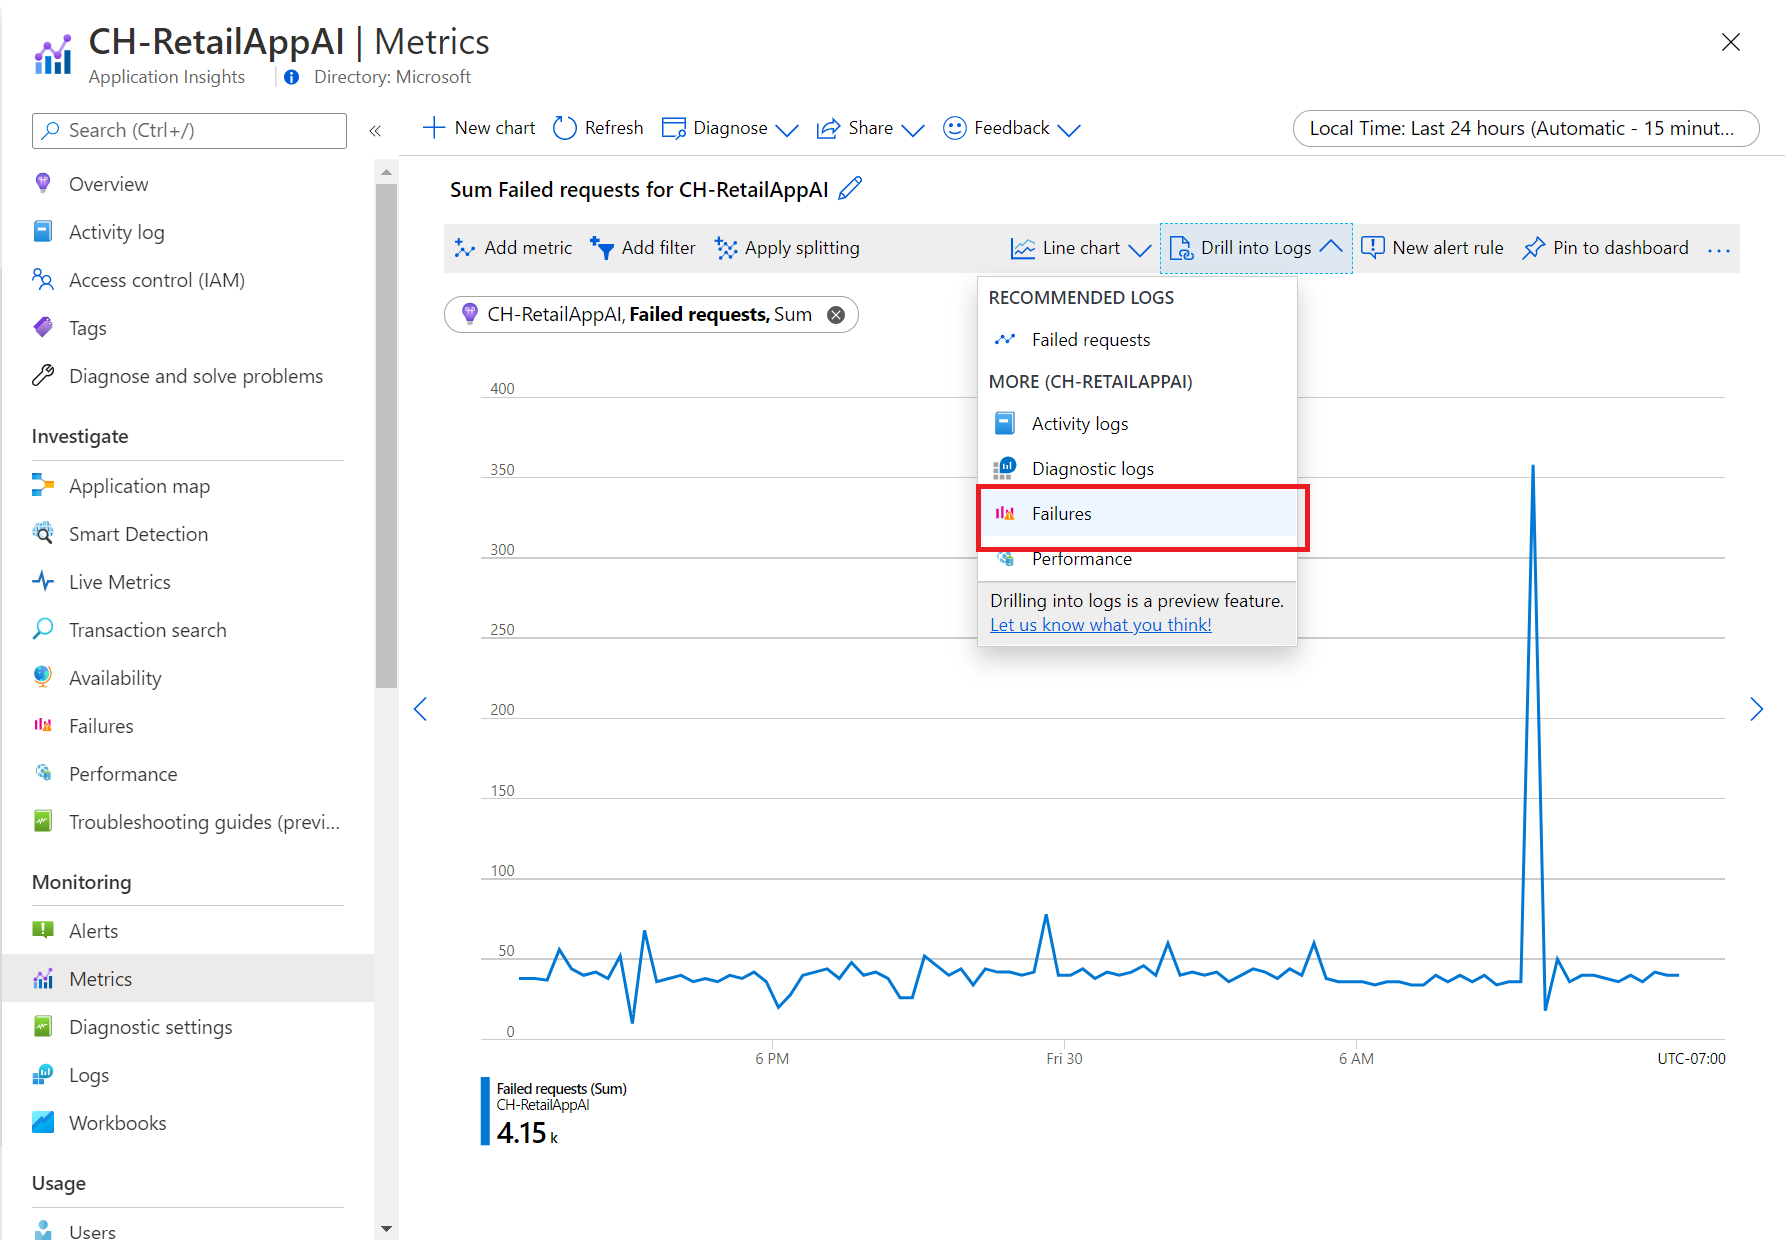 CH-RetailAppAI | Metrics
Application Insights
Directory: Microsoft
Search (Ctrl+/)
Overview
Activity log
Access control (IAM)
Tags
Diagnose and solve problems
Investigate
Application map
Smart Detection
Live Metrics
Transaction search
Availability
Failures
Performance
Troubleshooting guides (previ...
Monitoring
Alerts
Metrics
Diagnostic settings
Logs
Workbooks
Usage
Users
New chart
Refresh
Diagnose
Share
Feedback
Local Time: Last 24 hours (Automatic - 15 minut...
Sum Failed requests for CH-RetailAppAI
Add metric
Add filter
Apply splitting
Line chart
Drill into Logs
New alert rule
Pin to dashboard
...
CH-RetailAppAI, Failed requests, Sum
RECOMMENDED LOGS
Failed requests
MORE (CH-RETAILAPPAI)
Activity logs
Diagnostic logs
Failures
Performance
Drilling into logs is a preview feature.
Let us know what you think!
400
350
300
250
200
150
100
50
0
6 PM
Fri 30
6 AM
UTC-07:00
Failed requests (Sum)
CH-RetailAppAI
4.15 k